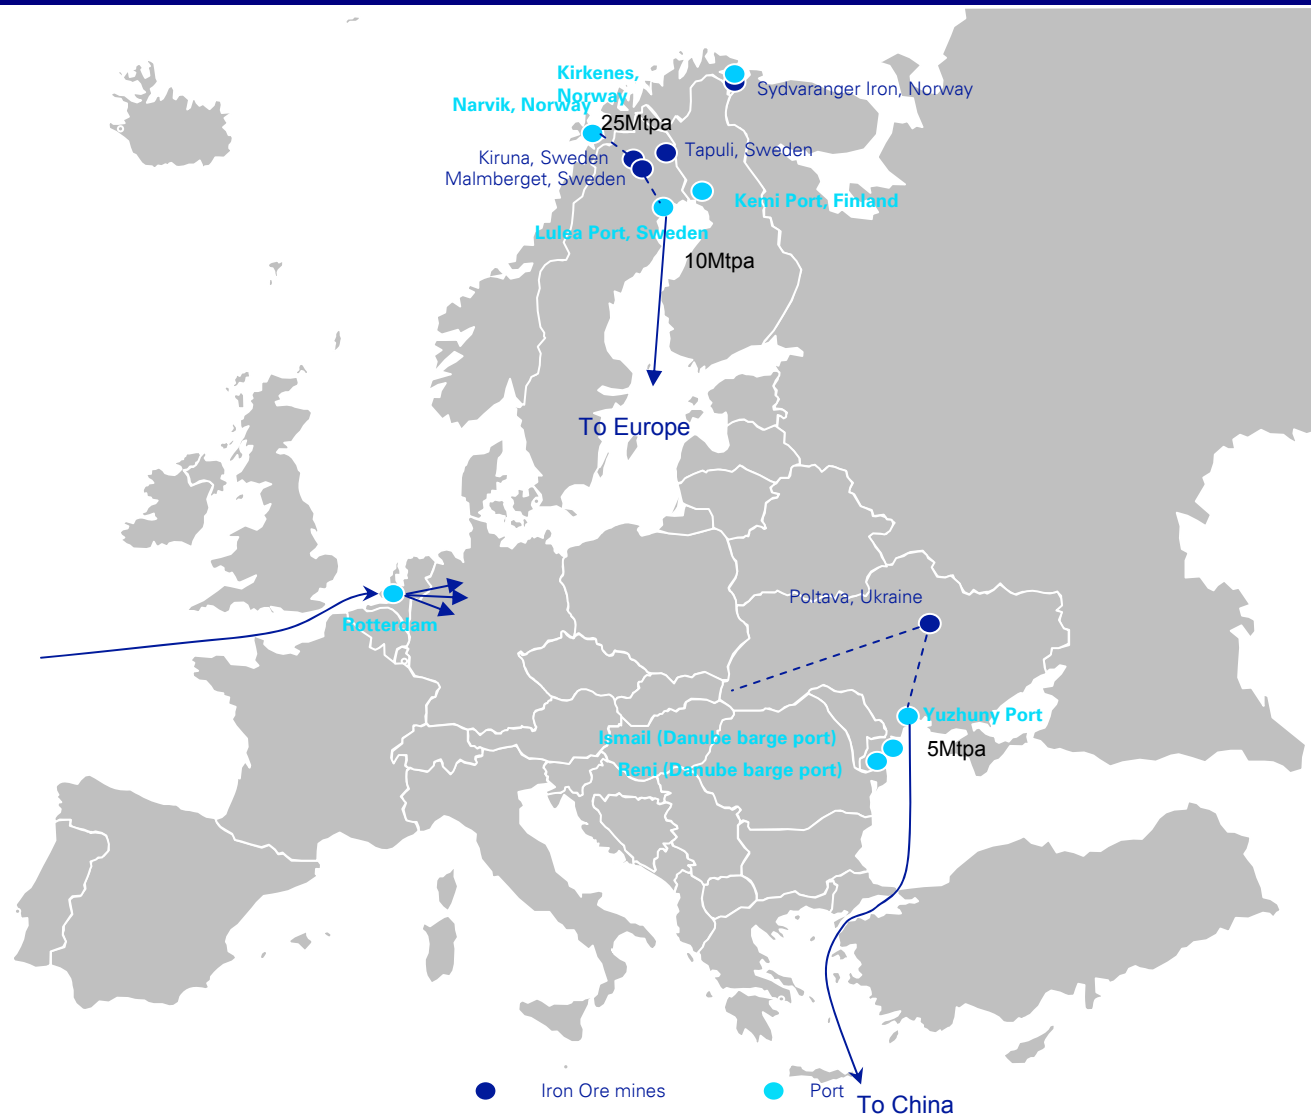 Kirkenes,
Norway
Sydvaranger Iron, Norway
Narvik, Norway
25Mtpa
Kiruna, Sweden
Tapuli, Sweden
Malmberget, Sweden
Kemi Port, Finland
Lulea Port, Sweden
10Mtpa
To Europe
Poltava, Ukraine
Rotterdam
Yuzhuny Port
Ismail (Danube barge port)
5Mtpa
Reni (Danube barge port)
Iron Ore mines
Port
To China